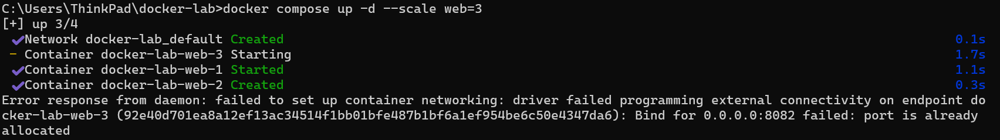 C:\Users\ThinkPad\docker-lab>docker compose up -d --scale web=3
[+] up 3/4
✔Network docker-lab_default Created 0.1s
- Container docker-lab-web-3 Starting 1.7s
✔Container docker-lab-web-1 Started 1.1s
✔Container docker-lab-web-2 Created 0.3s
Error response from daemon: failed to set up container networking: driver failed programming external connectivity on endpoint do
cker-lab-web-3 (92e40d701ea8a12ef13ac34514f1bb01bfe487b1bf6a1ef954be6c50e4347da6): Bind for 0.0.0.0:8082 failed: port is already
allocated